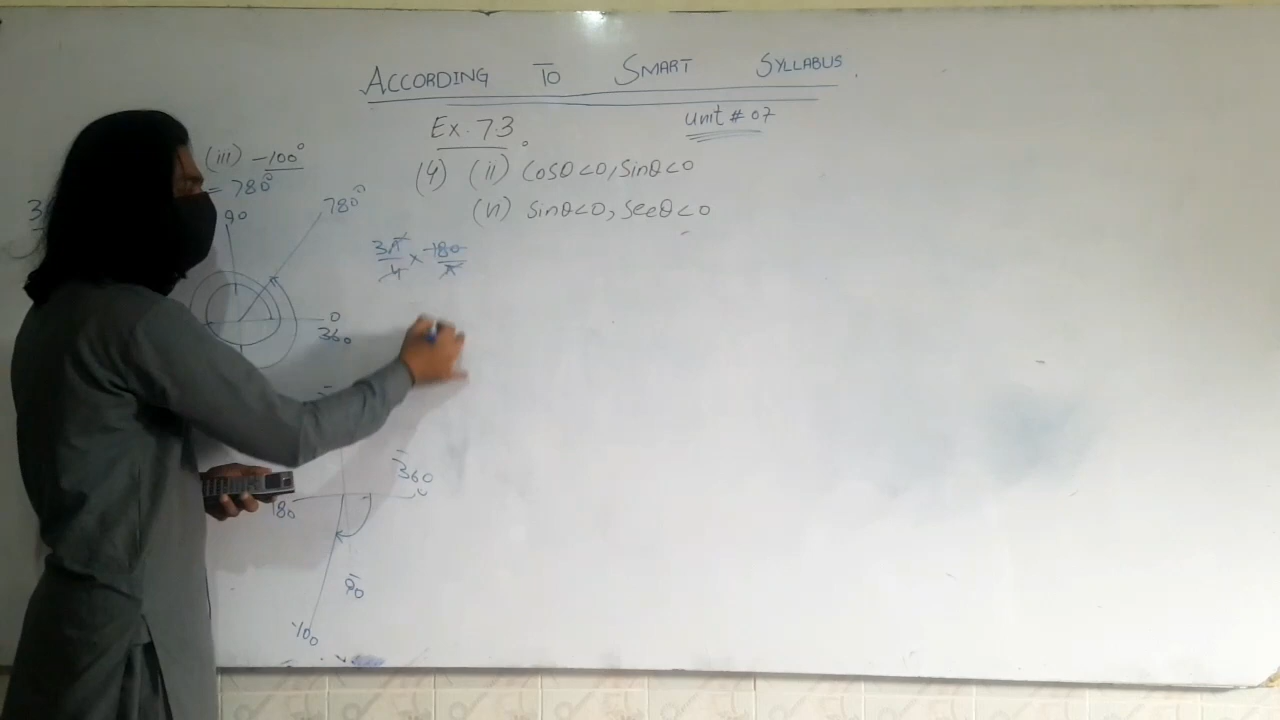 ACCORDING TO SMART SYLLABUS.
Ex. 7.3.
Unit # 07
(4) (ii) Cosθ<0, Sinθ<0
(vi) Sinθ<0, Secθ<0
(iii) -100°
= 780°
90
780°
0
360
3π/4 × 180/π
360
180
90
100